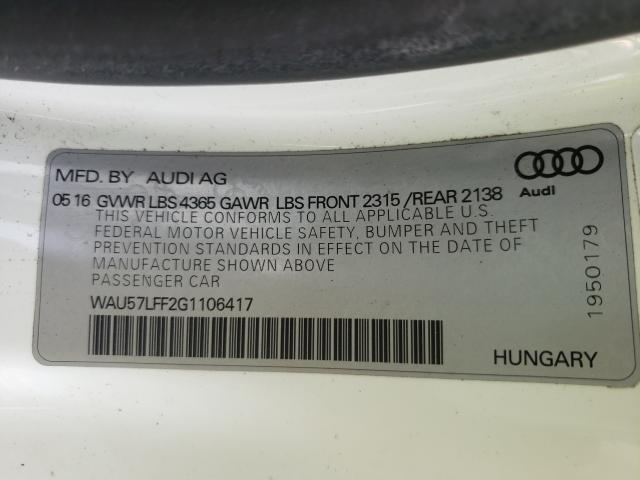 MFD. BY AUDI AG
Audi
05 16 GVWR LBS 4365 GAWR LBS FRONT 2315 /REAR 2138
THIS VEHICLE CONFORMS TO ALL APPLICABLE U.S.
FEDERAL MOTOR VEHICLE SAFETY, BUMPER AND THEFT
PREVENTION STANDARDS IN EFFECT ON THE DATE OF
MANUFACTURE SHOWN ABOVE
PASSENGER CAR
WAU57LFF2G1106417
HUNGARY
1950179